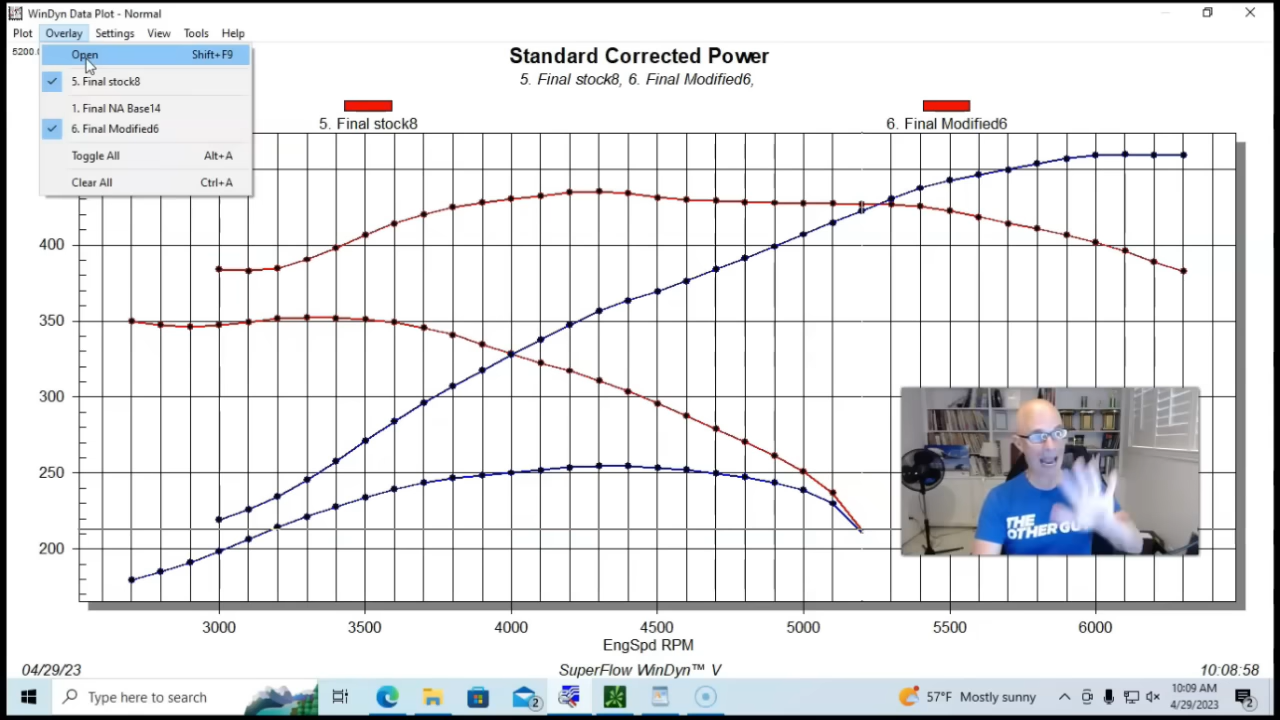 WinDyn Data Plot - Normal
Plot Overlay Settings View Tools Help
Open Shift+F9
5. Final stock8
1. Final NA Base14
6. Final Modified6
Toggle All Alt+A
Clear All Ctrl+A
5200.
Standard Corrected Power
5. Final stock8, 6. Final Modified6,
5. Final stock8
6. Final Modified6
400
350
300
250
200
3000 3500 4000 4500 5000 5500 6000
EngSpd RPM
THE
OTHER GU
04/29/23 SuperFlow WinDyn™ V 10:08:58
Type here to search
2
57°F Mostly sunny
10:09 AM
4/29/2023
2